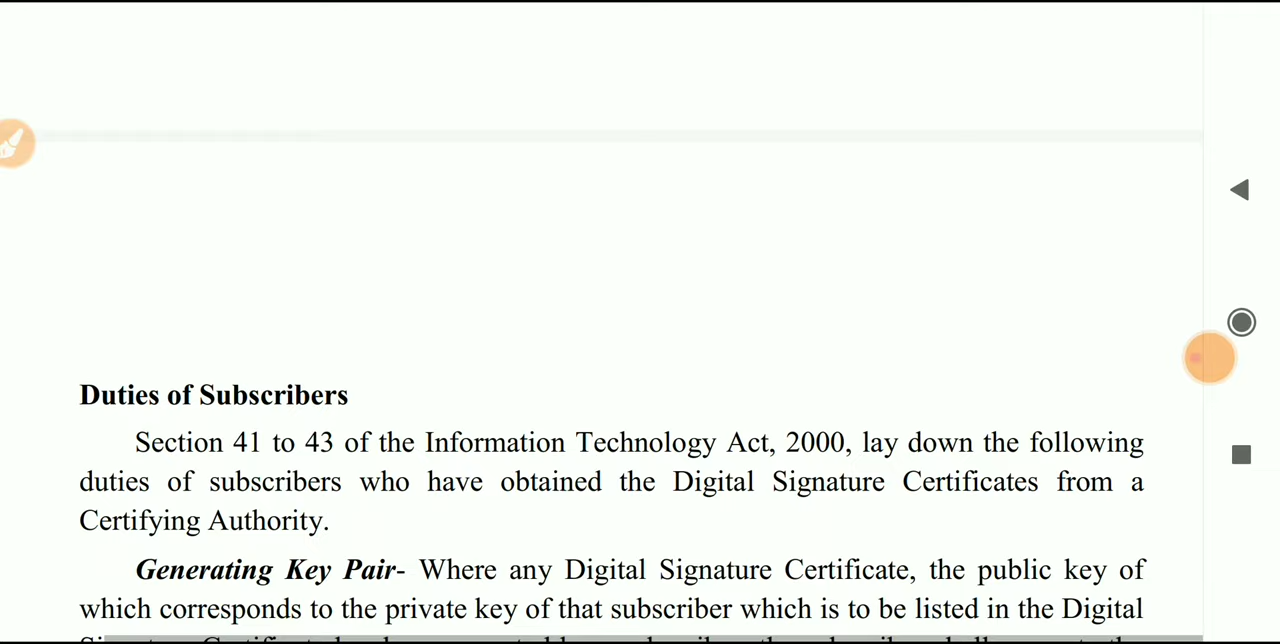 Duties of Subscribers
Section 41 to 43 of the Information Technology Act, 2000, lay down the following
duties of subscribers who have obtained the Digital Signature Certificates from a
Certifying Authority.
Generating Key Pair- Where any Digital Signature Certificate, the public key of
which corresponds to the private key of that subscriber which is to be listed in the Digital